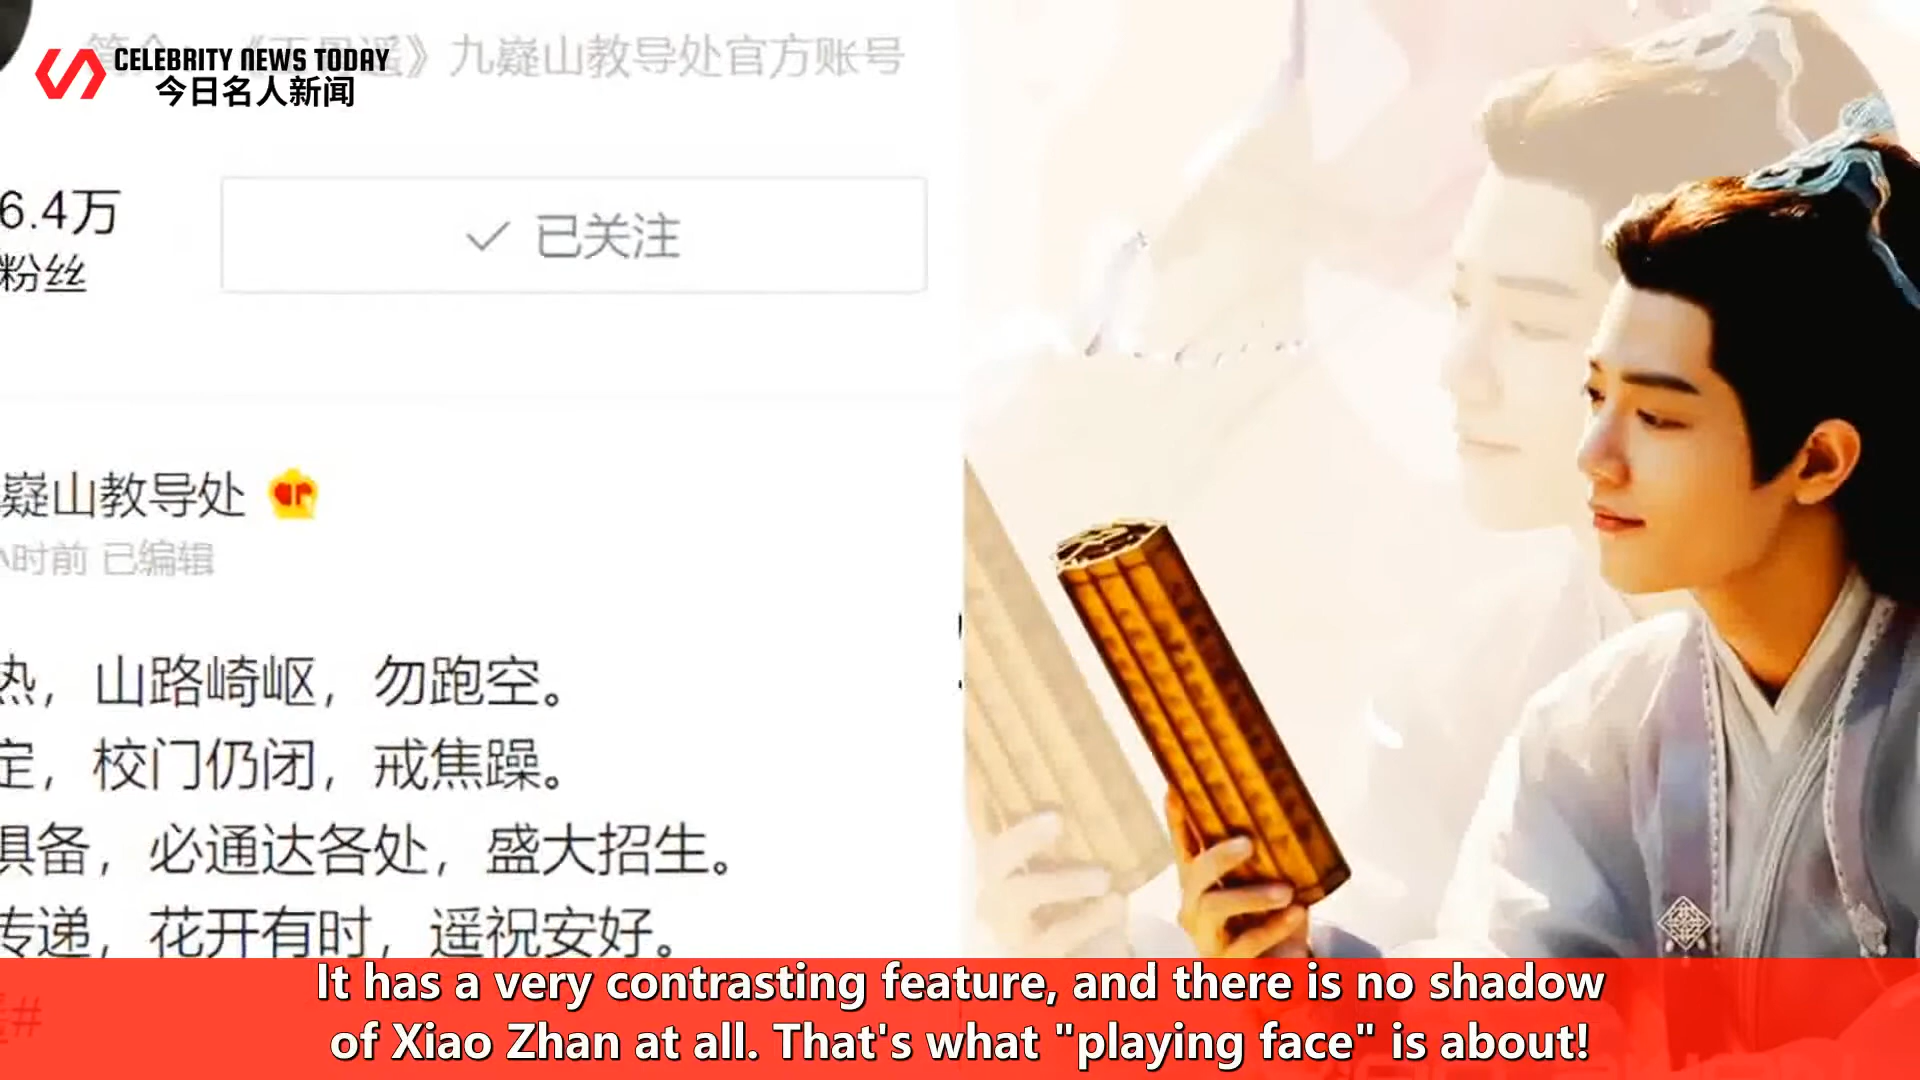 CELEBRITY NEWS TODAY
今日名人新闻
遥》九嶷山教导处官方账号
6.4万
粉丝
已关注
嶷山教导处
时前 已编辑
热，山路崎岖，勿跑空。
定，校门仍闭，戒焦躁。
俱备，必通达各处，盛大招生。
传递，花开有时，遥祝安好。
#
It has a very contrasting feature, and there is no shadow
of Xiao Zhan at all. That's what "playing face" is about!